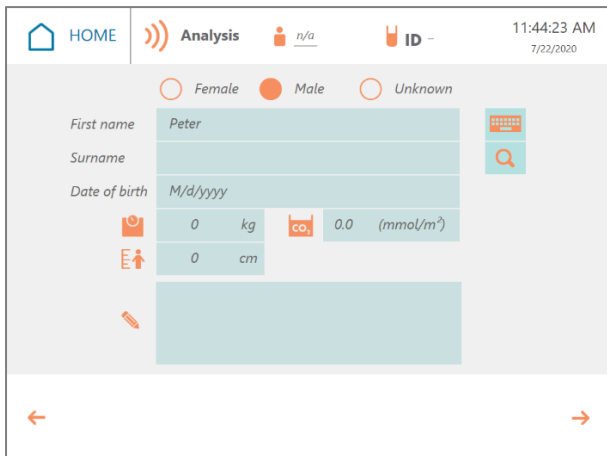 HOME Analysis n/a ID - 11:44:23 AM
7/22/2020
Female Male Unknown
First name Peter
Surname
Date of birth M/d/yyyy
0 kg CO₂ 0.0 (mmol/m²)
0 cm